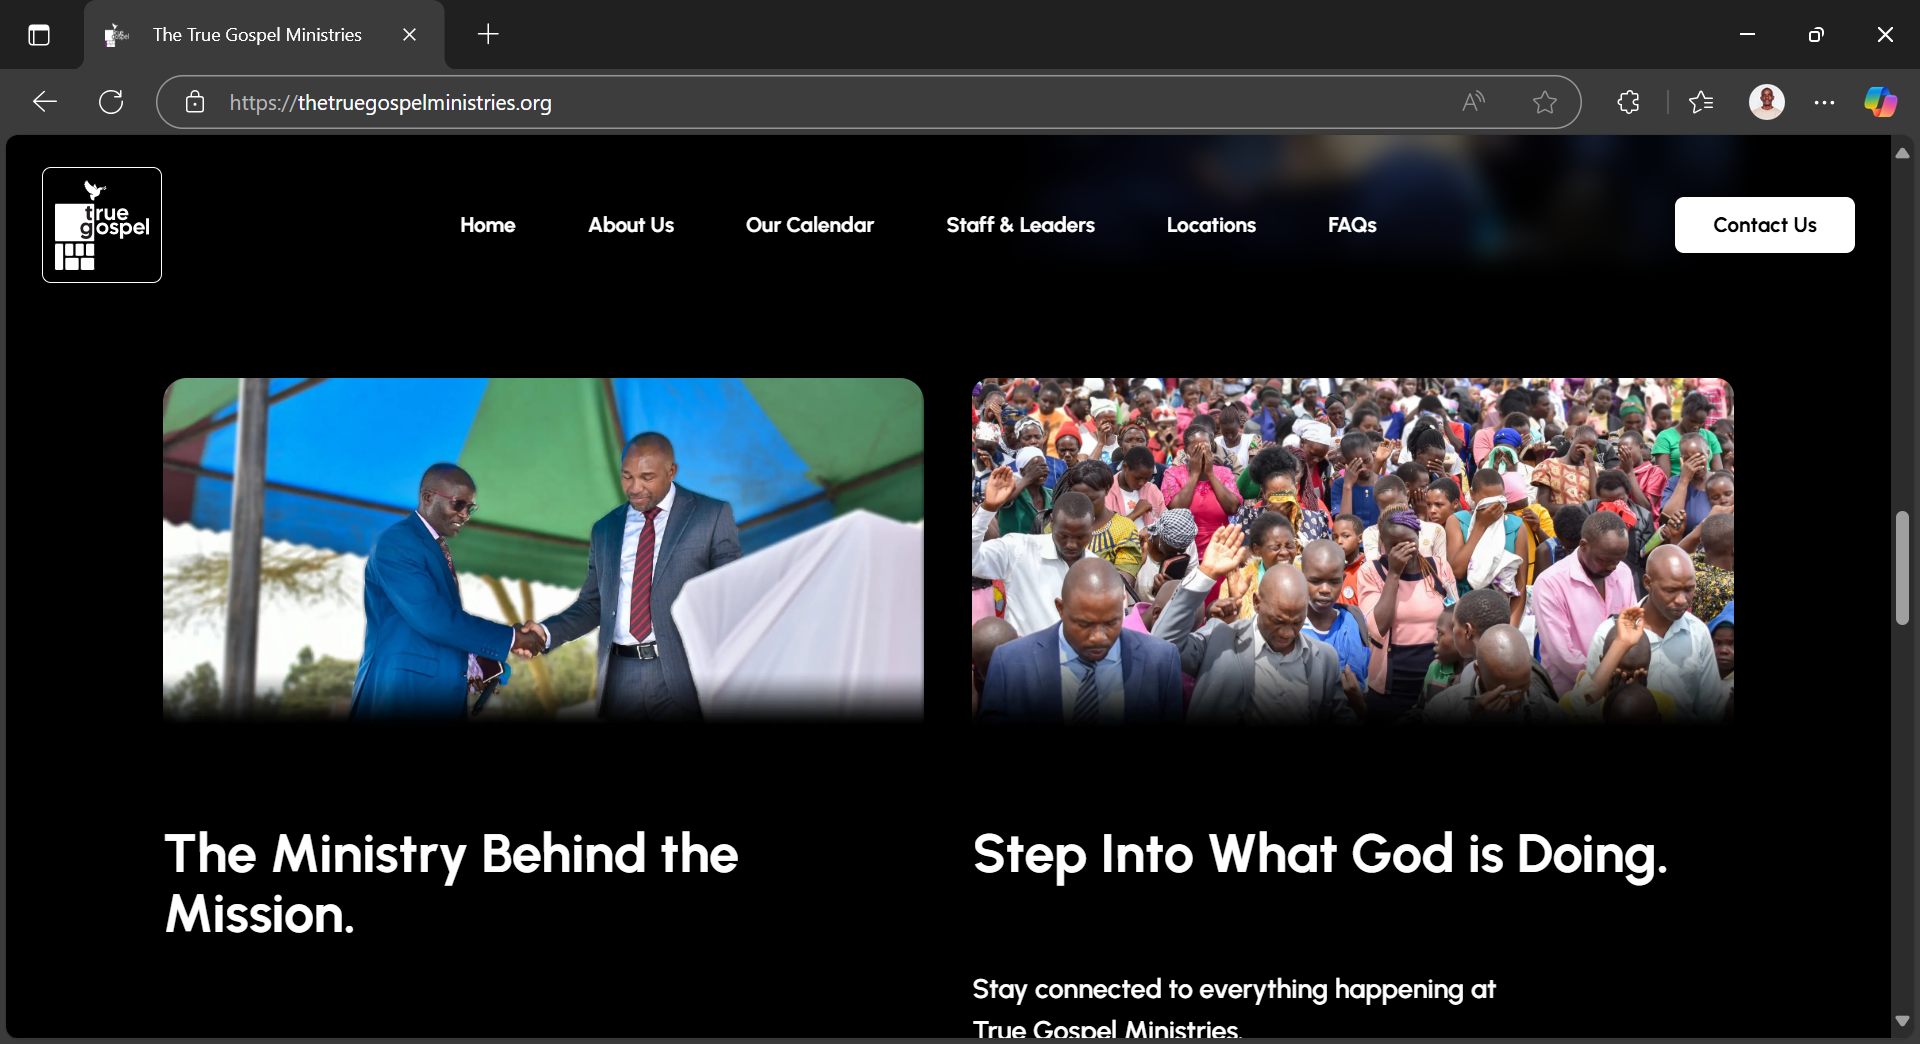 The True Gospel Ministries
https://thetruegospelministries.org
true
gospel
Home
About Us
Our Calendar
Staff & Leaders
Locations
FAQs
Contact Us
The Ministry Behind the
Mission.
Step Into What God is Doing.
Stay connected to everything happening at
True Gospel Ministries.